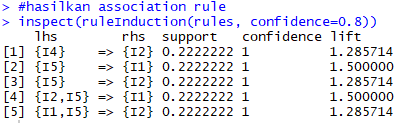 > #hasilkan association rule
> inspect(ruleInduction(rules, confidence=0.8))
lhs rhs support confidence lift
[1] {I4} => {I2} 0.2222222 1 1.285714
[2] {I5} => {I1} 0.2222222 1 1.500000
[3] {I5} => {I2} 0.2222222 1 1.285714
[4] {I2,I5} => {I1} 0.2222222 1 1.500000
[5] {I1,I5} => {I2} 0.2222222 1 1.285714